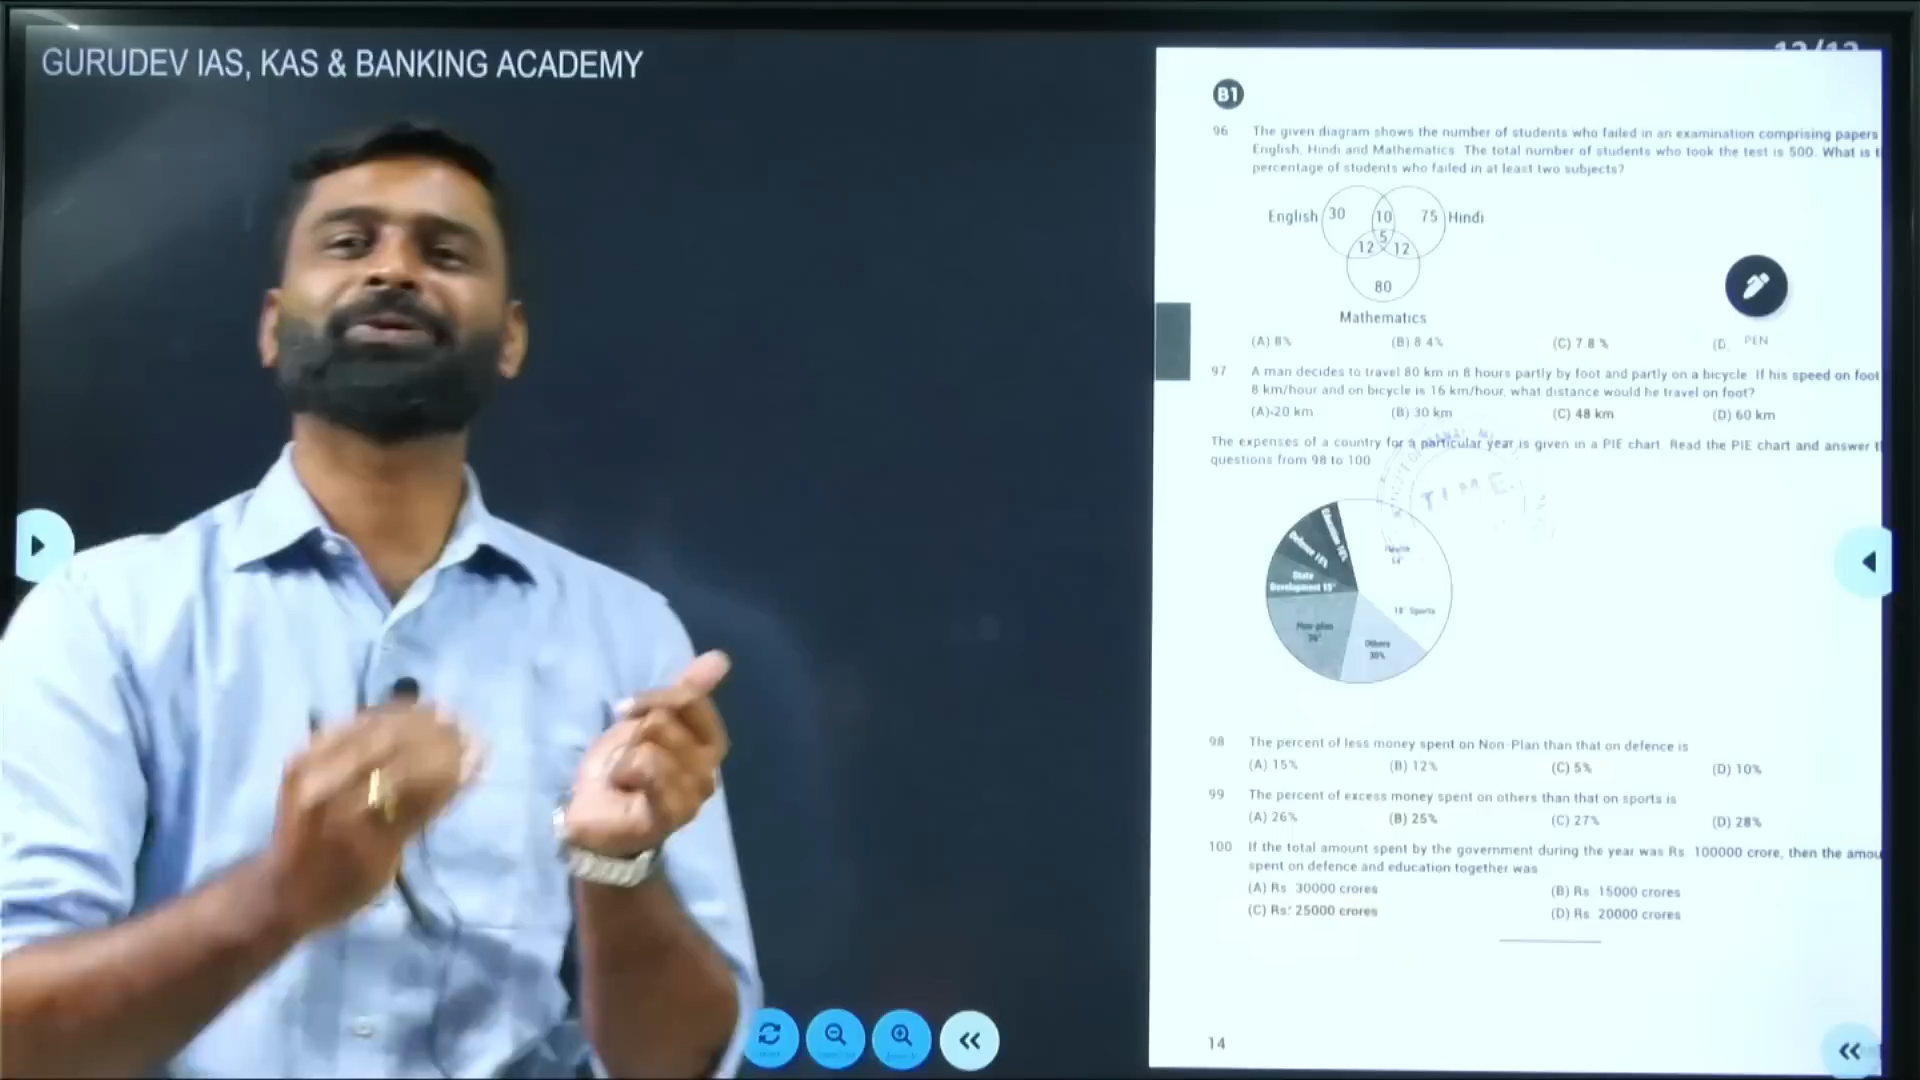 GURUDEV IAS, KAS & BANKING ACADEMY
B1
96 The given diagram shows the number of students who failed in an examination comprising papers
English, Hindi and Mathematics. The total number of students who took the test is 500. What is
percentage of students who failed in at least two subjects?
English 30 10 75 Hindi
5
12 12
80
Mathematics
(A) 8% (B) 8.4% (C) 7.8 % (D
PEN
97 A man decides to travel 80 km in 8 hours partly by foot and partly on a bicycle. If his speed on foot
8 km/hour and on bicycle is 16 km/hour, what distance would he travel on foot?
(A) 20 km (B) 30 km (C) 48 km (D) 60 km
The expenses of a country for a particular year is given in a PIE chart. Read the PIE chart and answer
questions from 98 to 100
Education
Defence
State
Development
Sports
Non-plan
Others
30%
98 The percent of less money spent on Non-Plan than that on defence is
(A) 15% (B) 12% (C) 5% (D) 10%
99 The percent of excess money spent on others than that on sports is
(A) 26% (B) 25% (C) 27% (D) 28%
100 If the total amount spent by the government during the year was Rs. 100000 crore, then the amou
spent on defence and education together was
(A) Rs. 30000 crores (B) Rs. 15000 crores
(C) Rs. 25000 crores (D) Rs. 20000 crores
14